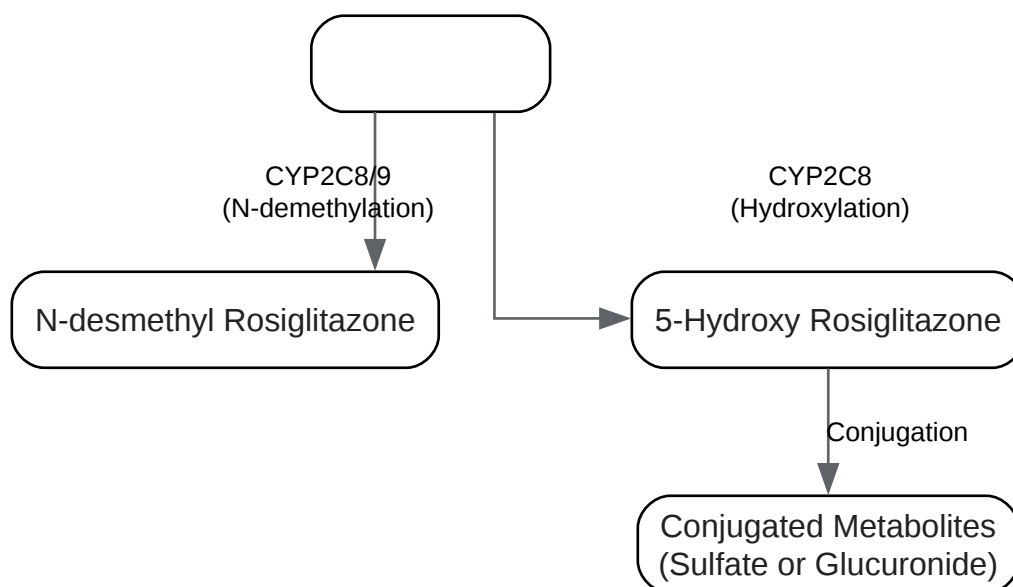 CYP2C8/9
(N-demethylation)
CYP2C8
(Hydroxylation)
N-desmethyl Rosiglitazone
5-Hydroxy Rosiglitazone
Conjugation
Conjugated Metabolites
(Sulfate or Glucuronide)